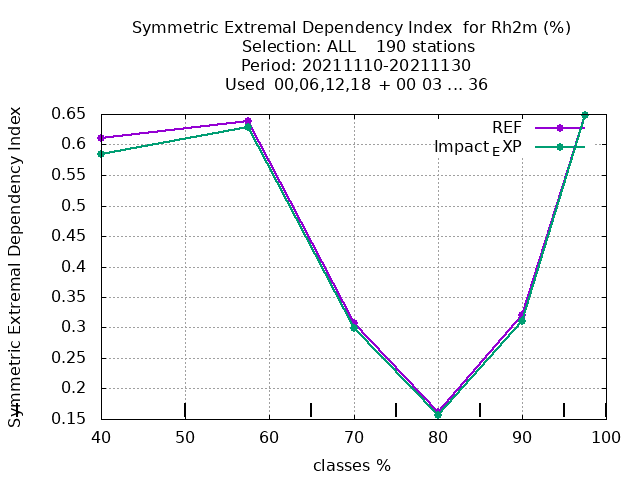 Symmetric Extremal Dependency Index for Rh2m (%)
Selection: ALL 190 stations
Period: 20211110-20211130
Used 00,06,12,18 + 00 03 ... 36
Symmetric Extremal Dependency Index
0.65
0.6
0.55
0.5
0.45
0.4
0.35
0.3
0.25
0.2
0.15
REF
Impact EXP
40
50
60
70
80
90
100
classes %